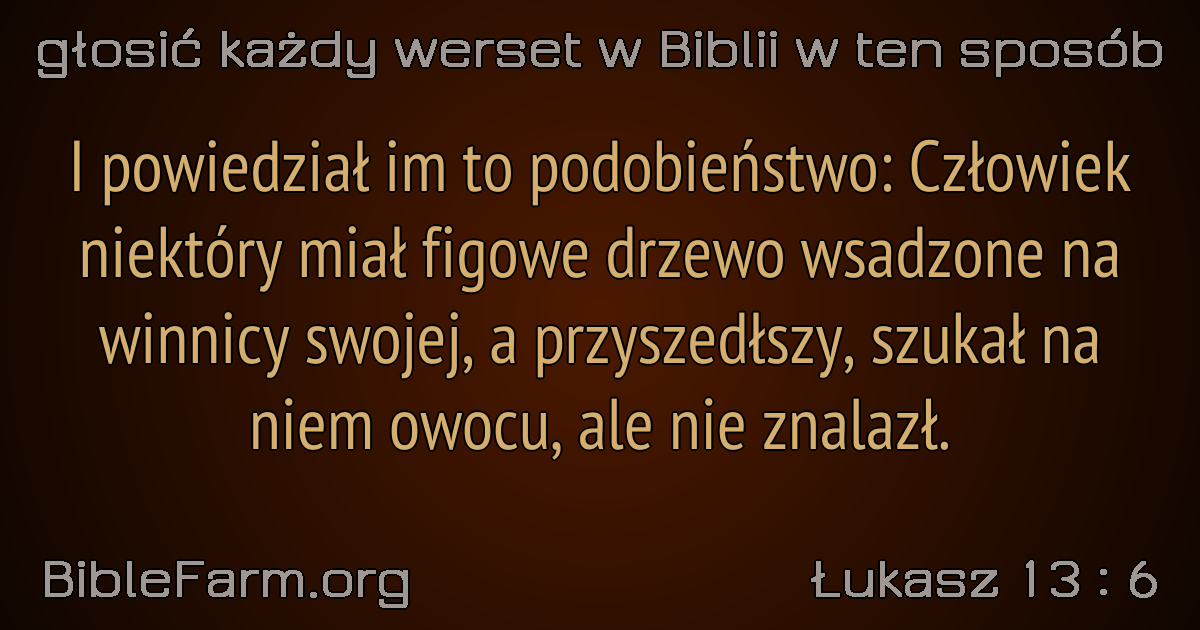 głosić każdy werset w Biblii w ten sposób
I powiedział im to podobieństwo: Człowiek
niektóry miał figowe drzewo wsadzone na
winnicy swojej, a przyszedłszy, szukał na
niem owocu, ale nie znalazł.
BibleFarm.org
Łukasz 13 : 6